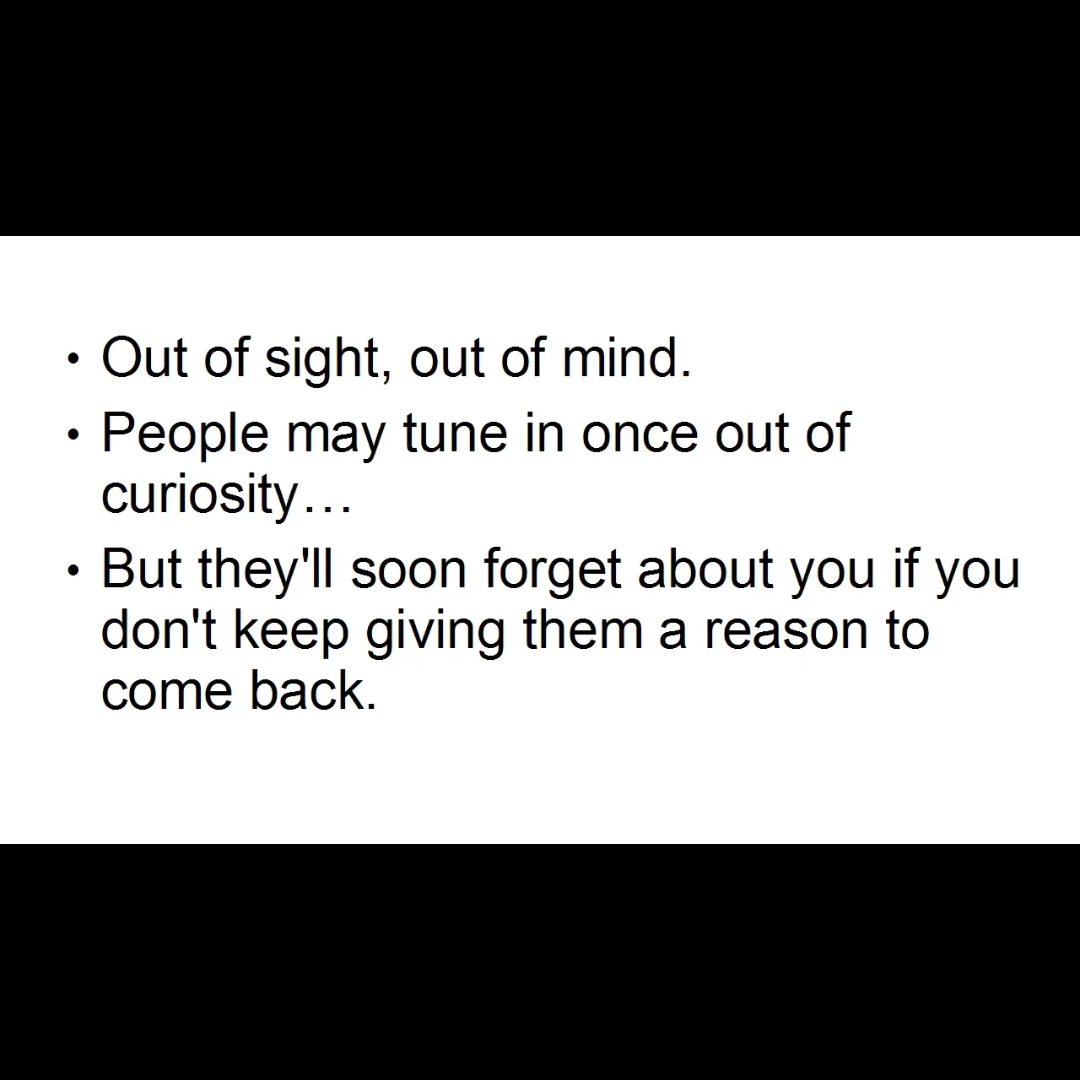 • Out of sight, out of mind.
• People may tune in once out of
curiosity…
• But they'll soon forget about you if you
don't keep giving them a reason to
come back.